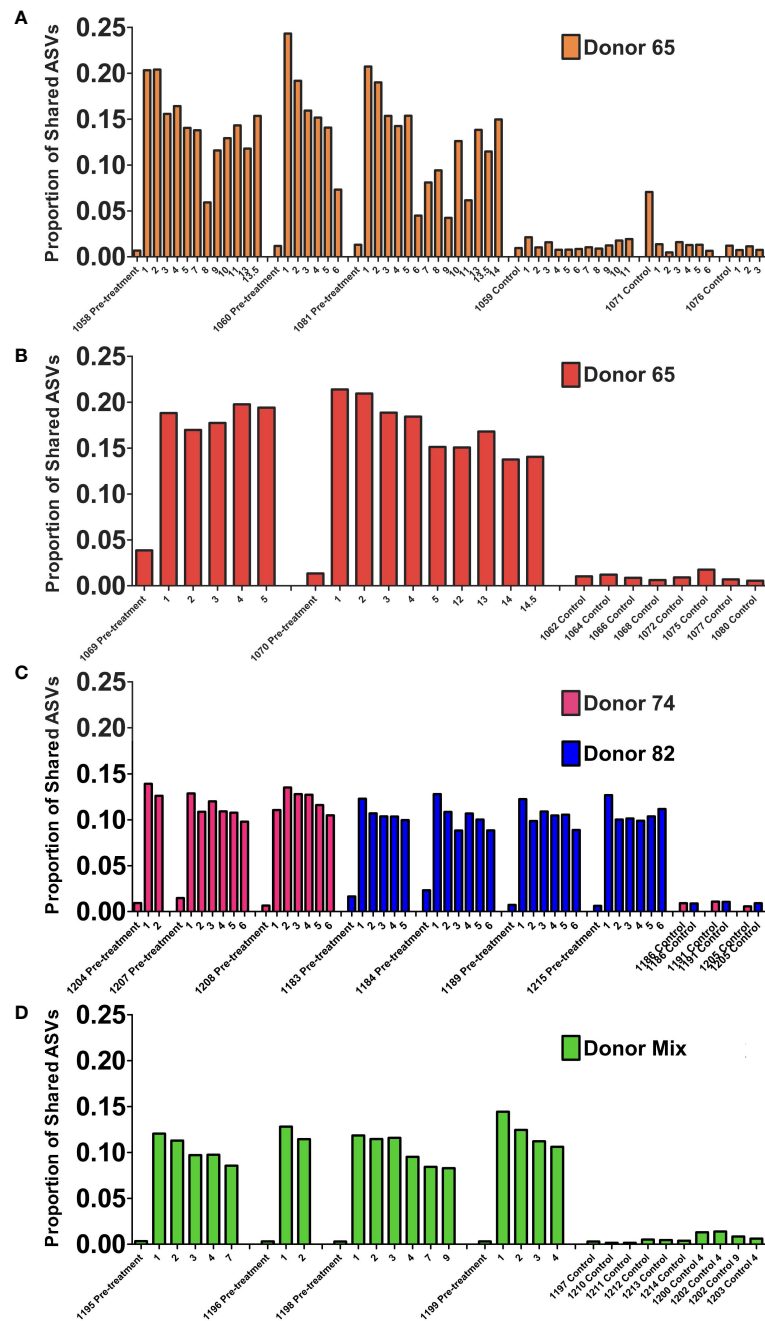 A
Proportion of Shared ASVs
0.25
0.20
0.15
0.10
0.05
0.00
Donor 65
1058 Pre-treatment 1 2 3 4 5 7 8 9 10 11 13 13.5 1060 Pre-treatment 1 2 3 4 5 6 1081 Pre-treatment 1 2 3 4 5 6 7 8 9 10 11 13 13.5 14 1059 Control 1 2 3 4 5 6 7 8 9 10 11 1071 Control 1 2 3 4 5 6 1076 Control 1 2 3
B
Proportion of Shared ASVs
0.25
0.20
0.15
0.10
0.05
0.00
Donor 65
1069 Pre-treatment 1 2 3 4 5 1070 Pre-treatment 1 2 3 4 5 12 13 14 14.5 1062 Control 1064 Control 1066 Control 1068 Control 1072 Control 1075 Control 1077 Control 1080 Control
C
Proportion of Shared ASVs
0.25
0.20
0.15
0.10
0.05
0.00
Donor 74
Donor 82
1204 Pre-treatment 1 2 1207 Pre-treatment 1 2 3 4 5 6 1208 Pre-treatment 1 2 3 4 5 6 1183 Pre-treatment 1 2 3 4 5 1184 Pre-treatment 1 2 3 4 5 6 1189 Pre-treatment 1 2 3 4 5 6 1215 Pre-treatment 1 2 3 4 5 6 1186 Control 1186 Control 1191 Control 1191 Control 1205 Control 1205 Control
D
Proportion of Shared ASVs
0.25
0.20
0.15
0.10
0.05
0.00
Donor Mix
1195 Pre-treatment 1 2 3 4 7 1196 Pre-treatment 1 2 1198 Pre-treatment 1 2 3 4 7 9 1199 Pre-treatment 1 2 3 4 1197 Control 1210 Control 1211 Control 1212 Control 1213 Control 1214 Control 1200 Control 4 1202 Control 4 1202 Control 9 1203 Control 4